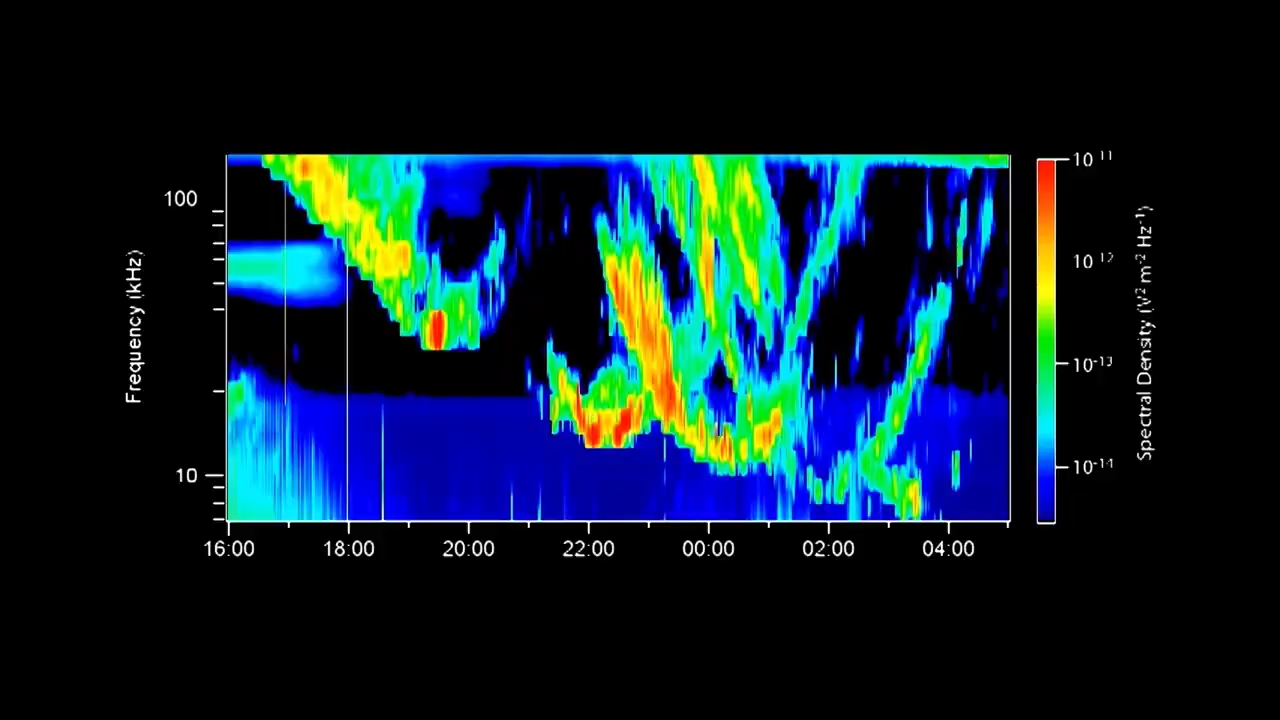 100
10
Frequency (kHz)
16:00 18:00 20:00 22:00 00:00 02:00 04:00
10⁻¹¹
10⁻¹²
10⁻¹³
10⁻¹⁴
Spectral Density (V² m⁻² Hz⁻¹)